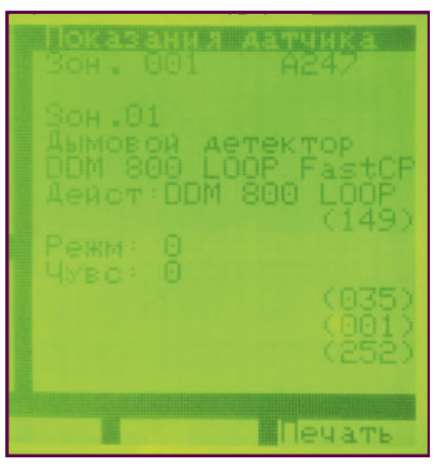 Показания датчика
Зон. 001 А247
Зон.01
Дымовой детектор
DDM 800 LOOP FastCP
Дейст:DDM 800 LOOP
(149)
Режм: 0
Чувс: 0
(035)
(001)
(252)
Печать